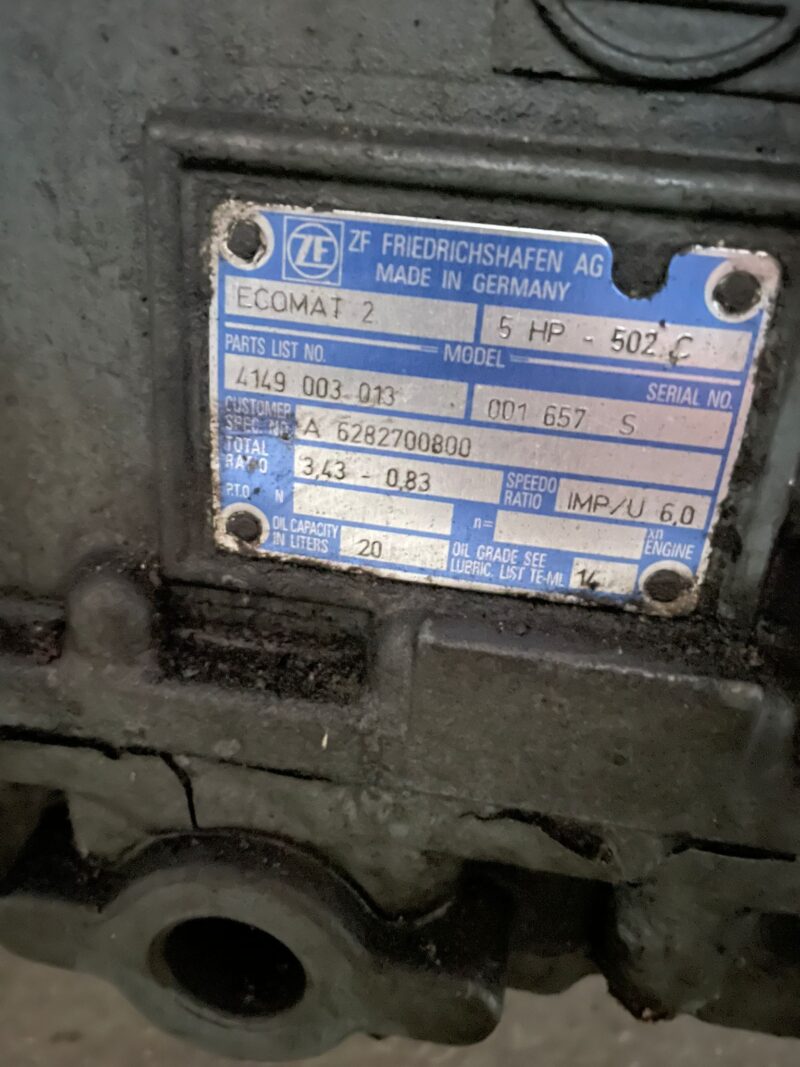 ZF ZF FRIEDRICHSHAFEN AG
MADE IN GERMANY
ECOMAT 2 5 HP - 502 C
PARTS LIST NO. MODEL SERIAL NO.
4149 003 013 001 657 S
CUSTOMER SPEC. NO. A 6282700800
TOTAL RATIO 3,43 - 0,83 SPEEDO RATIO IMP/U 6,0
P.T.O. N n= xn ENGINE
OIL CAPACITY IN LITERS 20 OIL GRADE SEE LUBRIC. LIST TE-ML 14